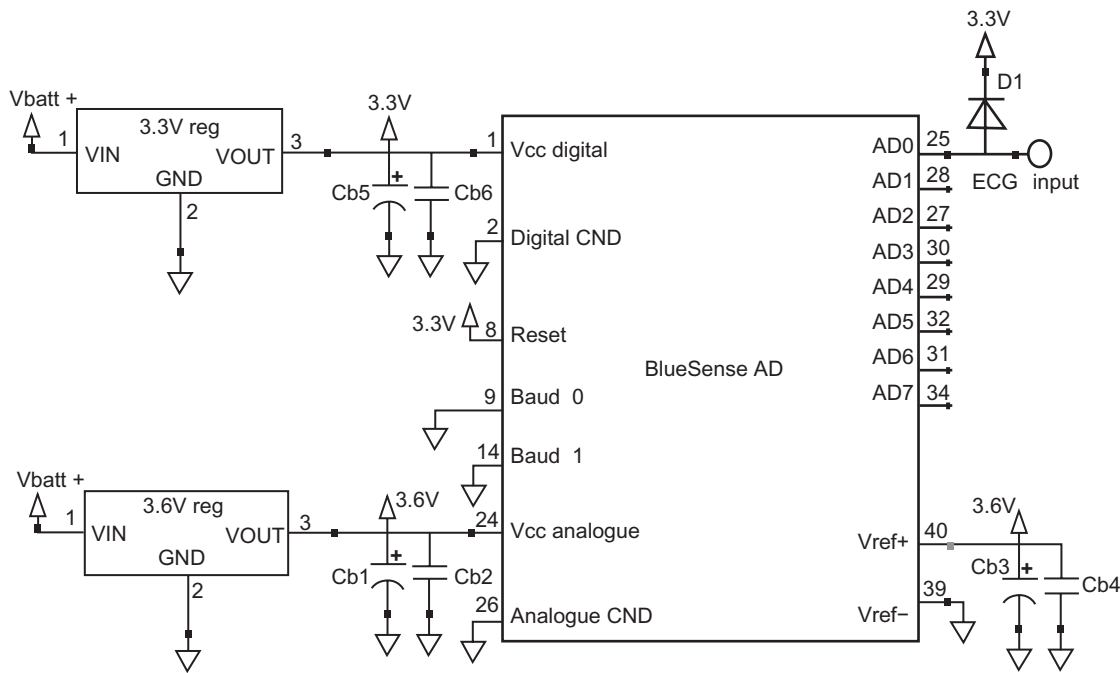 3.3V
D1
Vbatt +
3.3V
3.3V reg
1
VIN
VOUT
3
GND
2
Cb5
+
Cb6
1
Vcc digital
2
Digital CND
3.3V
8
Reset
9
Baud 0
14
Baud 1
BlueSense AD
AD0
25
ECG input
AD1
28
AD2
27
AD3
30
AD4
29
AD5
32
AD6
31
AD7
34
Vbatt +
3.6V reg
1
VIN
VOUT
3
GND
2
3.6V
Cb1
+
Cb2
24
Vcc analogue
26
Analogue CND
3.6V
Vref+
40
Cb3
+
Cb4
Vref−
39